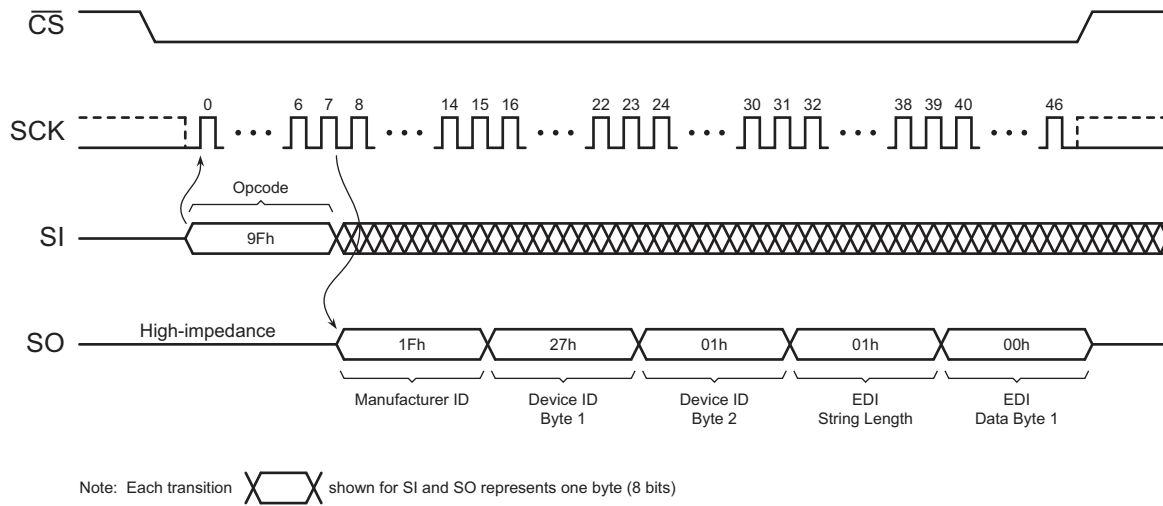 CS
0 6 7 8 14 15 16 22 23 24 30 31 32 38 39 40 46
SCK
Opcode
SI
9Fh
High-impedance
SO
1Fh 27h 01h 01h 00h
Manufacturer ID Device ID Device ID EDI EDI
Byte 1 Byte 2 String Length Data Byte 1
Note: Each transition shown for SI and SO represents one byte (8 bits)